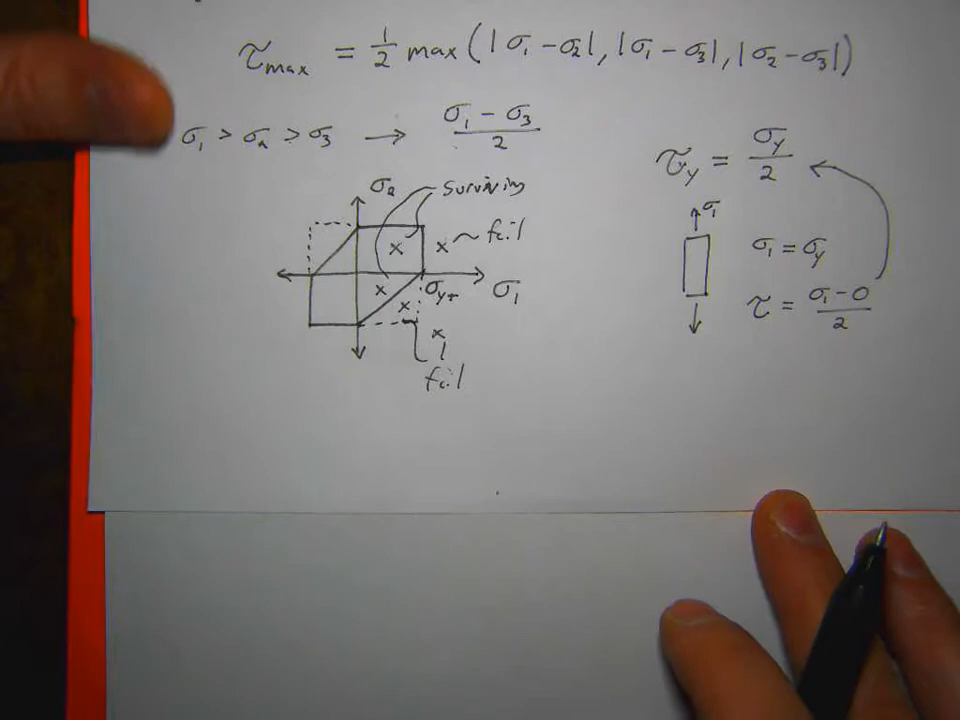 τmax = 1/2 max(|σ1 - σ2|, |σ1 - σ3|, |σ2 - σ3|)
σ1 > σ2 > σ3 → σ1 - σ3 / 2
τy = σy / 2
σ2
surviving
σ1
x
x ~ fail
σ1 = σy
x
σy+
σ1
x
τ = σ1 - 0 / 2
x
fail